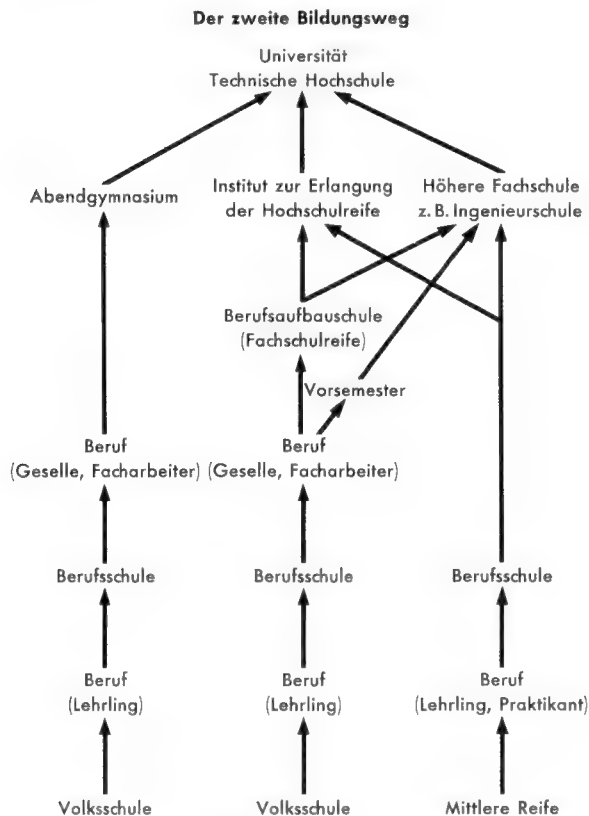 Der zweite Bildungsweg
Universität
Technische Hochschule
Abendgymnasium
Institut zur Erlangung
der Hochschulreife
Höhere Fachschule
z. B. Ingenieurschule
Berufsaufbauschule
(Fachschulreife)
Vorsemester
Beruf
(Geselle, Facharbeiter)
Beruf
(Geselle, Facharbeiter)
Berufsschule
Berufsschule
Berufsschule
Beruf
(Lehrling)
Beruf
(Lehrling)
Beruf
(Lehrling, Praktikant)
Volksschule
Volksschule
Mittlere Reife